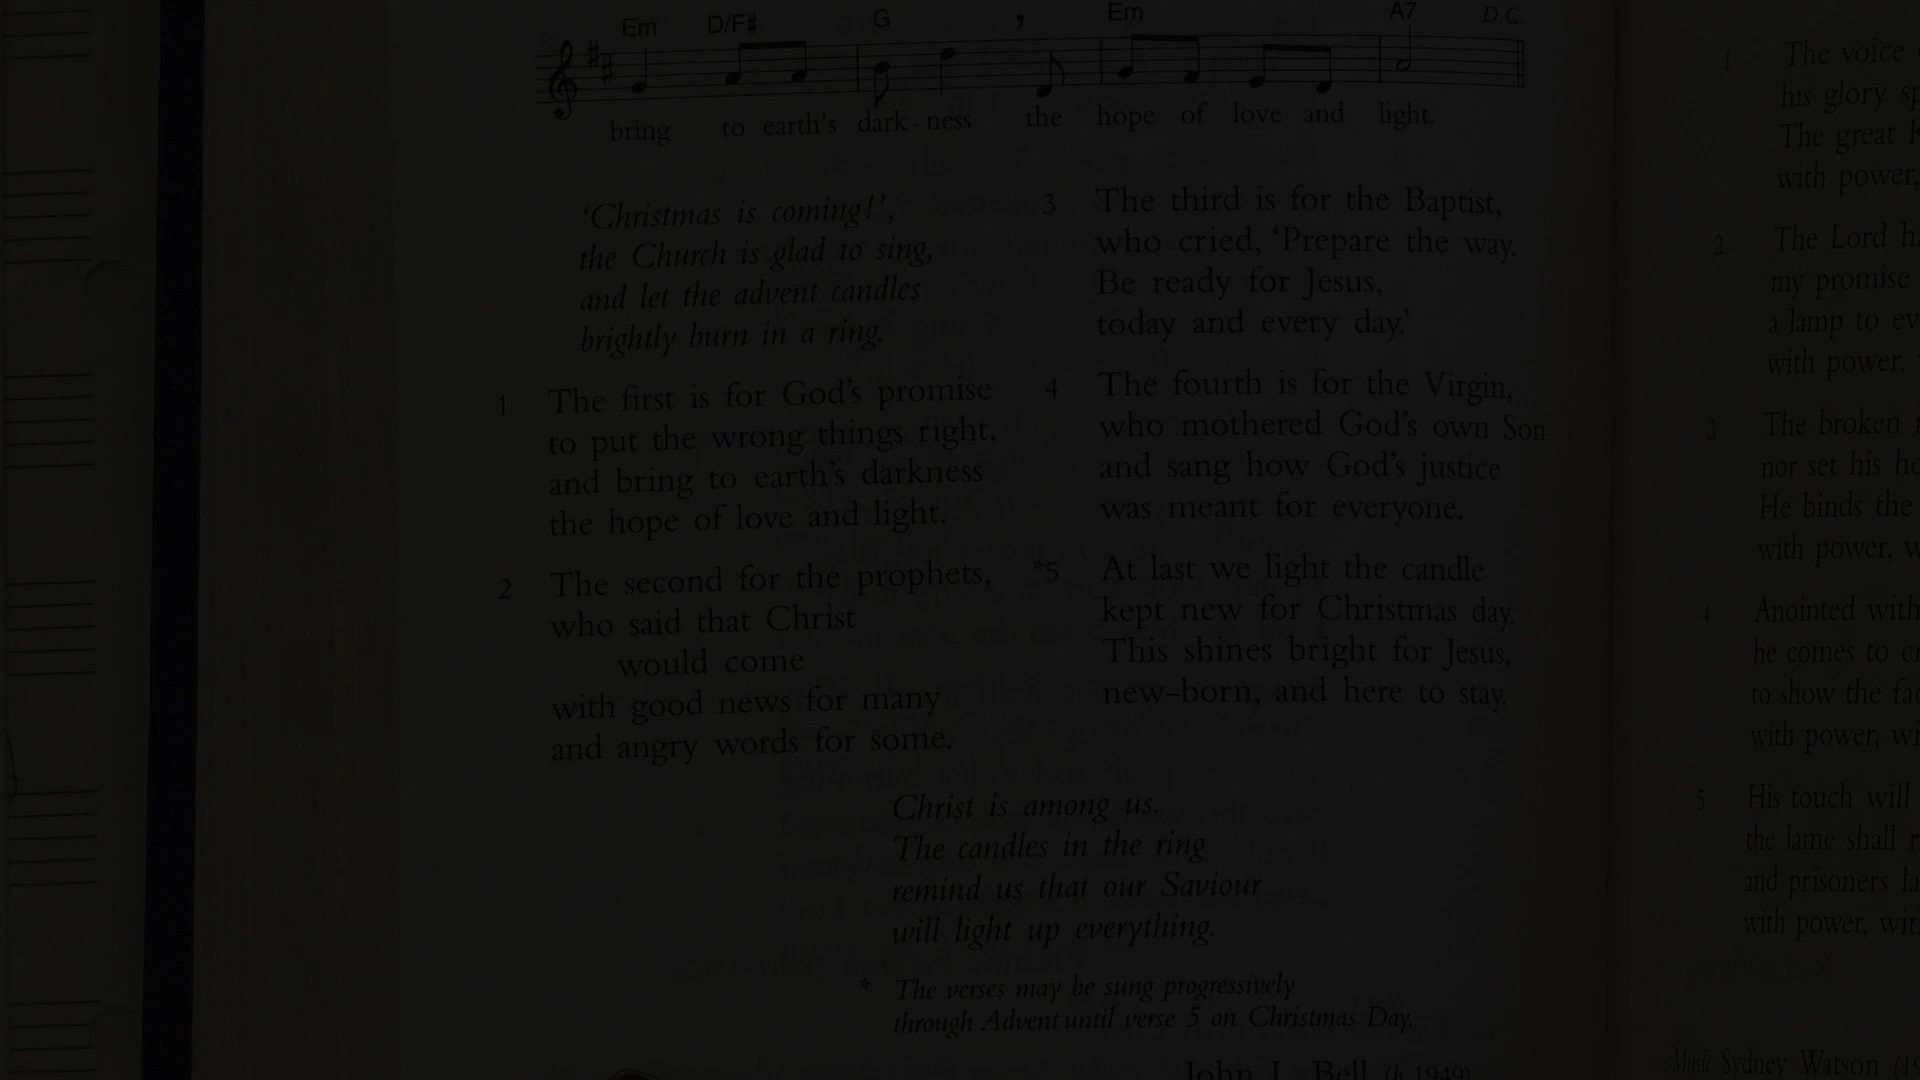 Em D/F♯ G , Em A7 D.C.
bring to earth's dark - ness the hope of love and light.
'Christmas is coming!',
the Church is glad to sing,
and let the advent candles
brightly burn in a ring.
1 The first is for God's promise
to put the wrong things right,
and bring to earth's darkness
the hope of love and light.
2 The second for the prophets,
who said that Christ
would come
with good news for many
and angry words for some.
3 The third is for the Baptist,
who cried, 'Prepare the way.
Be ready for Jesus,
today and every day.'
4 The fourth is for the Virgin,
who mothered God's own Son
and sang how God's justice
was meant for everyone.
*5 At last we light the candle
kept new for Christmas day.
This shines bright for Jesus,
new-born, and here to stay.
Christ is among us.
The candles in the ring
remind us that our Saviour
will light up everything.
* The verses may be sung progressively
through Advent until verse 5 on Christmas Day.
John L. Bell (b.1949)
1 The voice
his glory
The great
with power,
2 The Lord
my promise
a lamp to
with power,
3 The broken
nor set his
He binds the
with power,
4 Anointed with
he comes to
to show the
with power,
5 His touch will
the lame shall
and prisoners
with power,
Music Sydney Watson